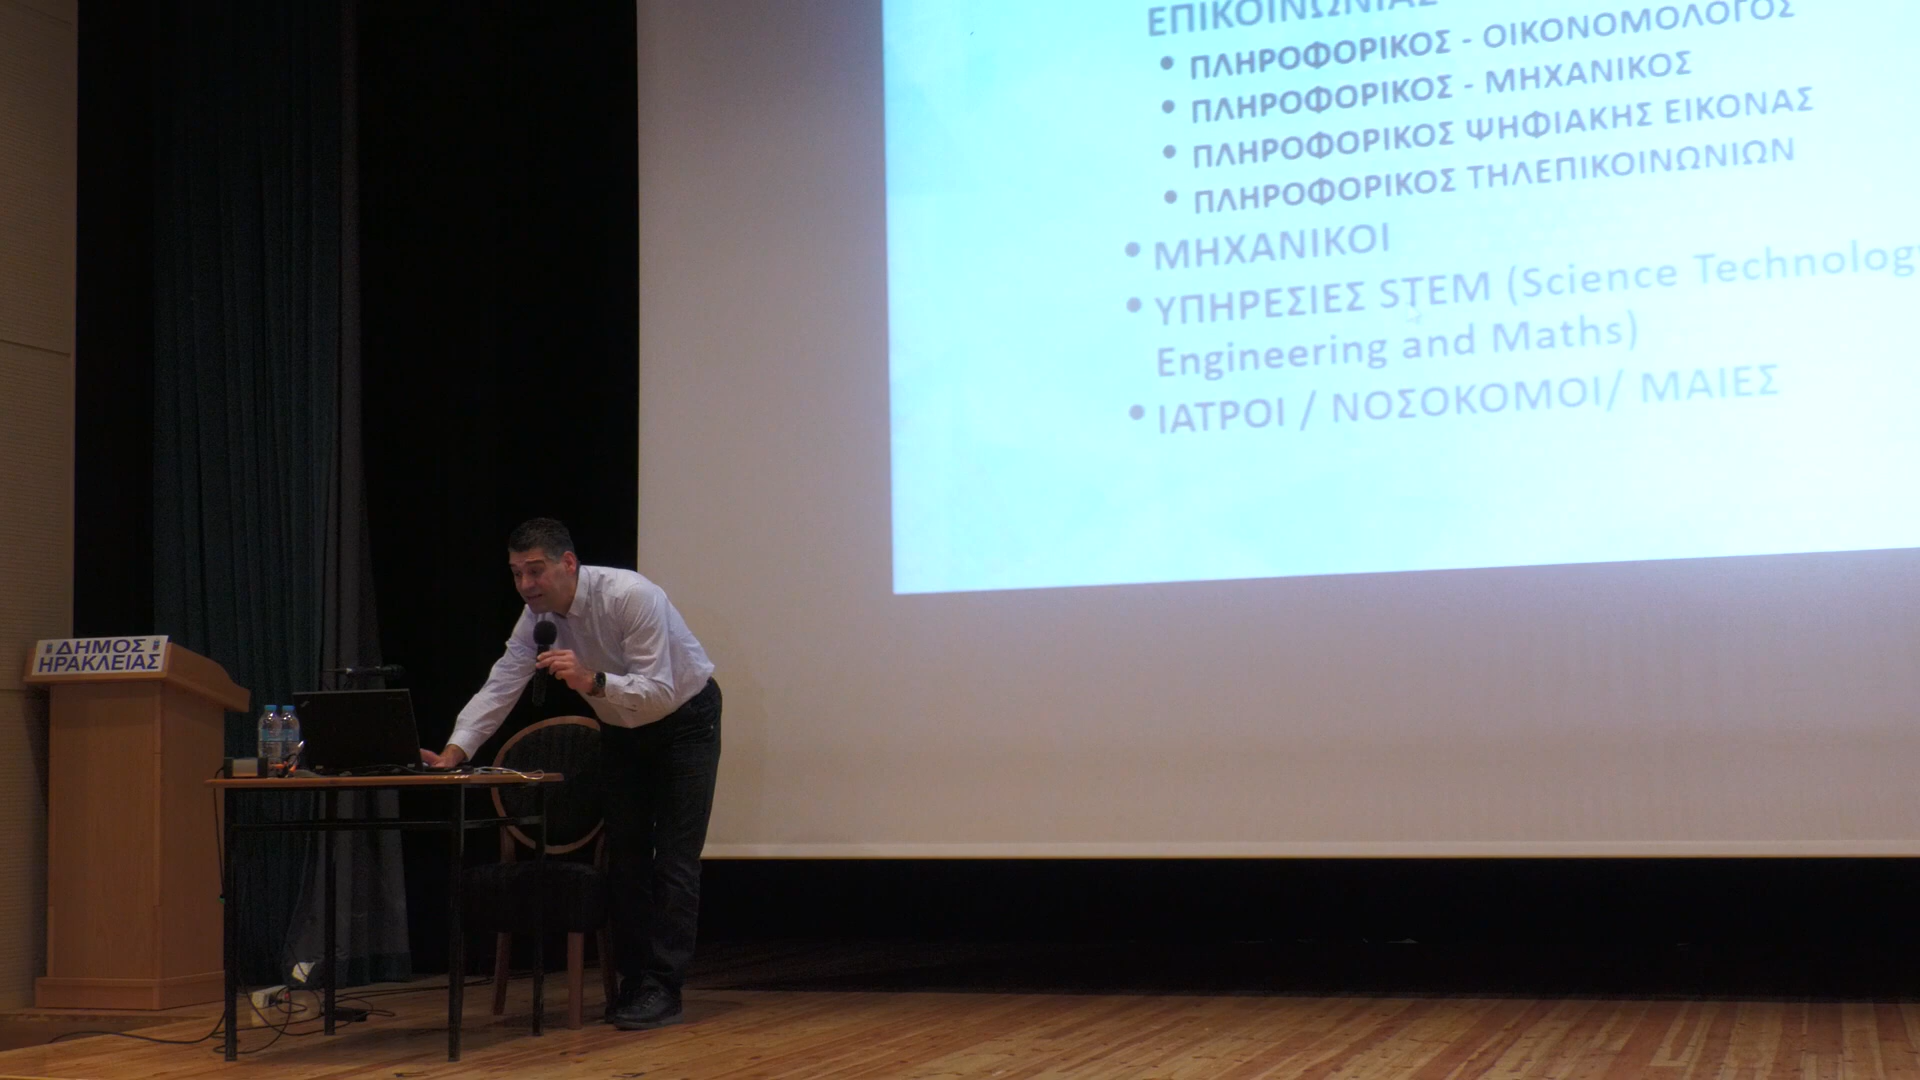 ΕΠΙΚΟΙΝΩΝΙΑΣ
• ΠΛΗΡΟΦΟΡΙΚΟΣ - ΟΙΚΟΝΟΜΟΛΟΓΟΣ
• ΠΛΗΡΟΦΟΡΙΚΟΣ - ΜΗΧΑΝΙΚΟΣ
• ΠΛΗΡΟΦΟΡΙΚΟΣ ΨΗΦΙΑΚΗΣ ΕΙΚΟΝΑΣ
• ΠΛΗΡΟΦΟΡΙΚΟΣ ΤΗΛΕΠΙΚΟΙΝΩΝΙΩΝ
• ΜΗΧΑΝΙΚΟΙ
• ΥΠΗΡΕΣΙΕΣ STEM (Science Technology
Engineering and Maths)
• ΙΑΤΡΟΙ / ΝΟΣΟΚΟΜΟΙ/ ΜΑΙΕΣ
ΔΗΜΟΣ
ΗΡΑΚΛΕΙΑΣ